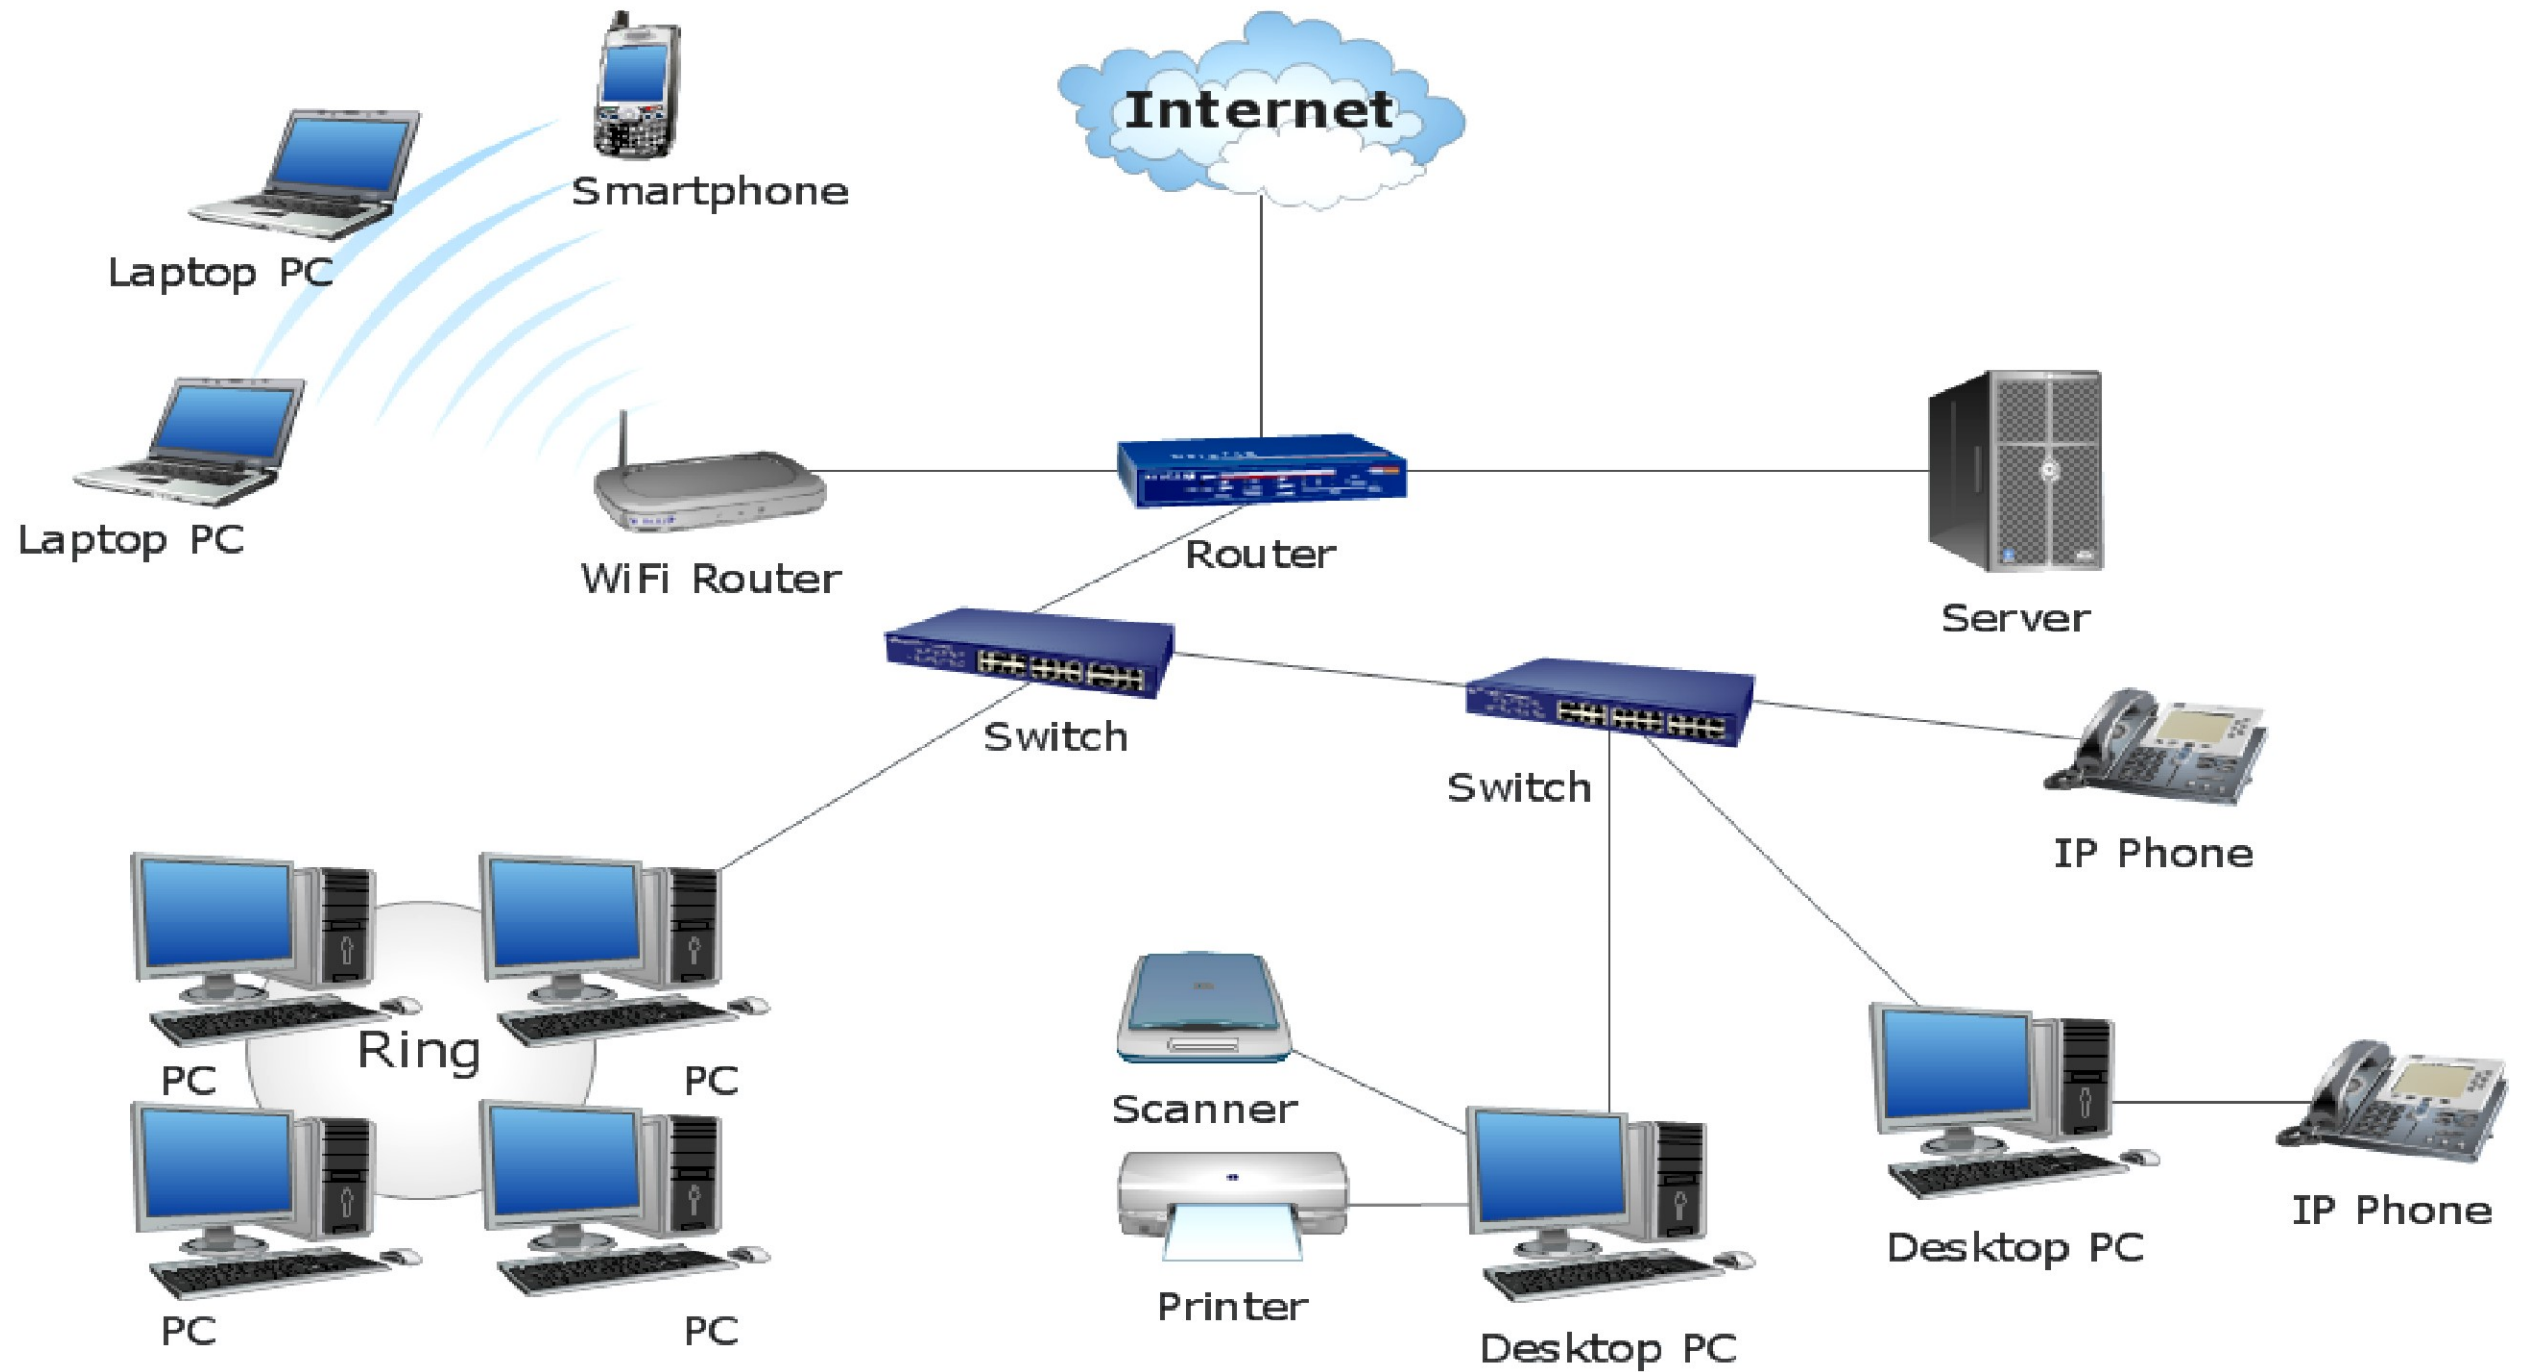 Internet
Smartphone
Laptop PC
Laptop PC
WiFi Router
Router
Server
Switch
Switch
IP Phone
Ring
PC
PC
Scanner
IP Phone
Desktop PC
Printer
PC
PC
Desktop PC